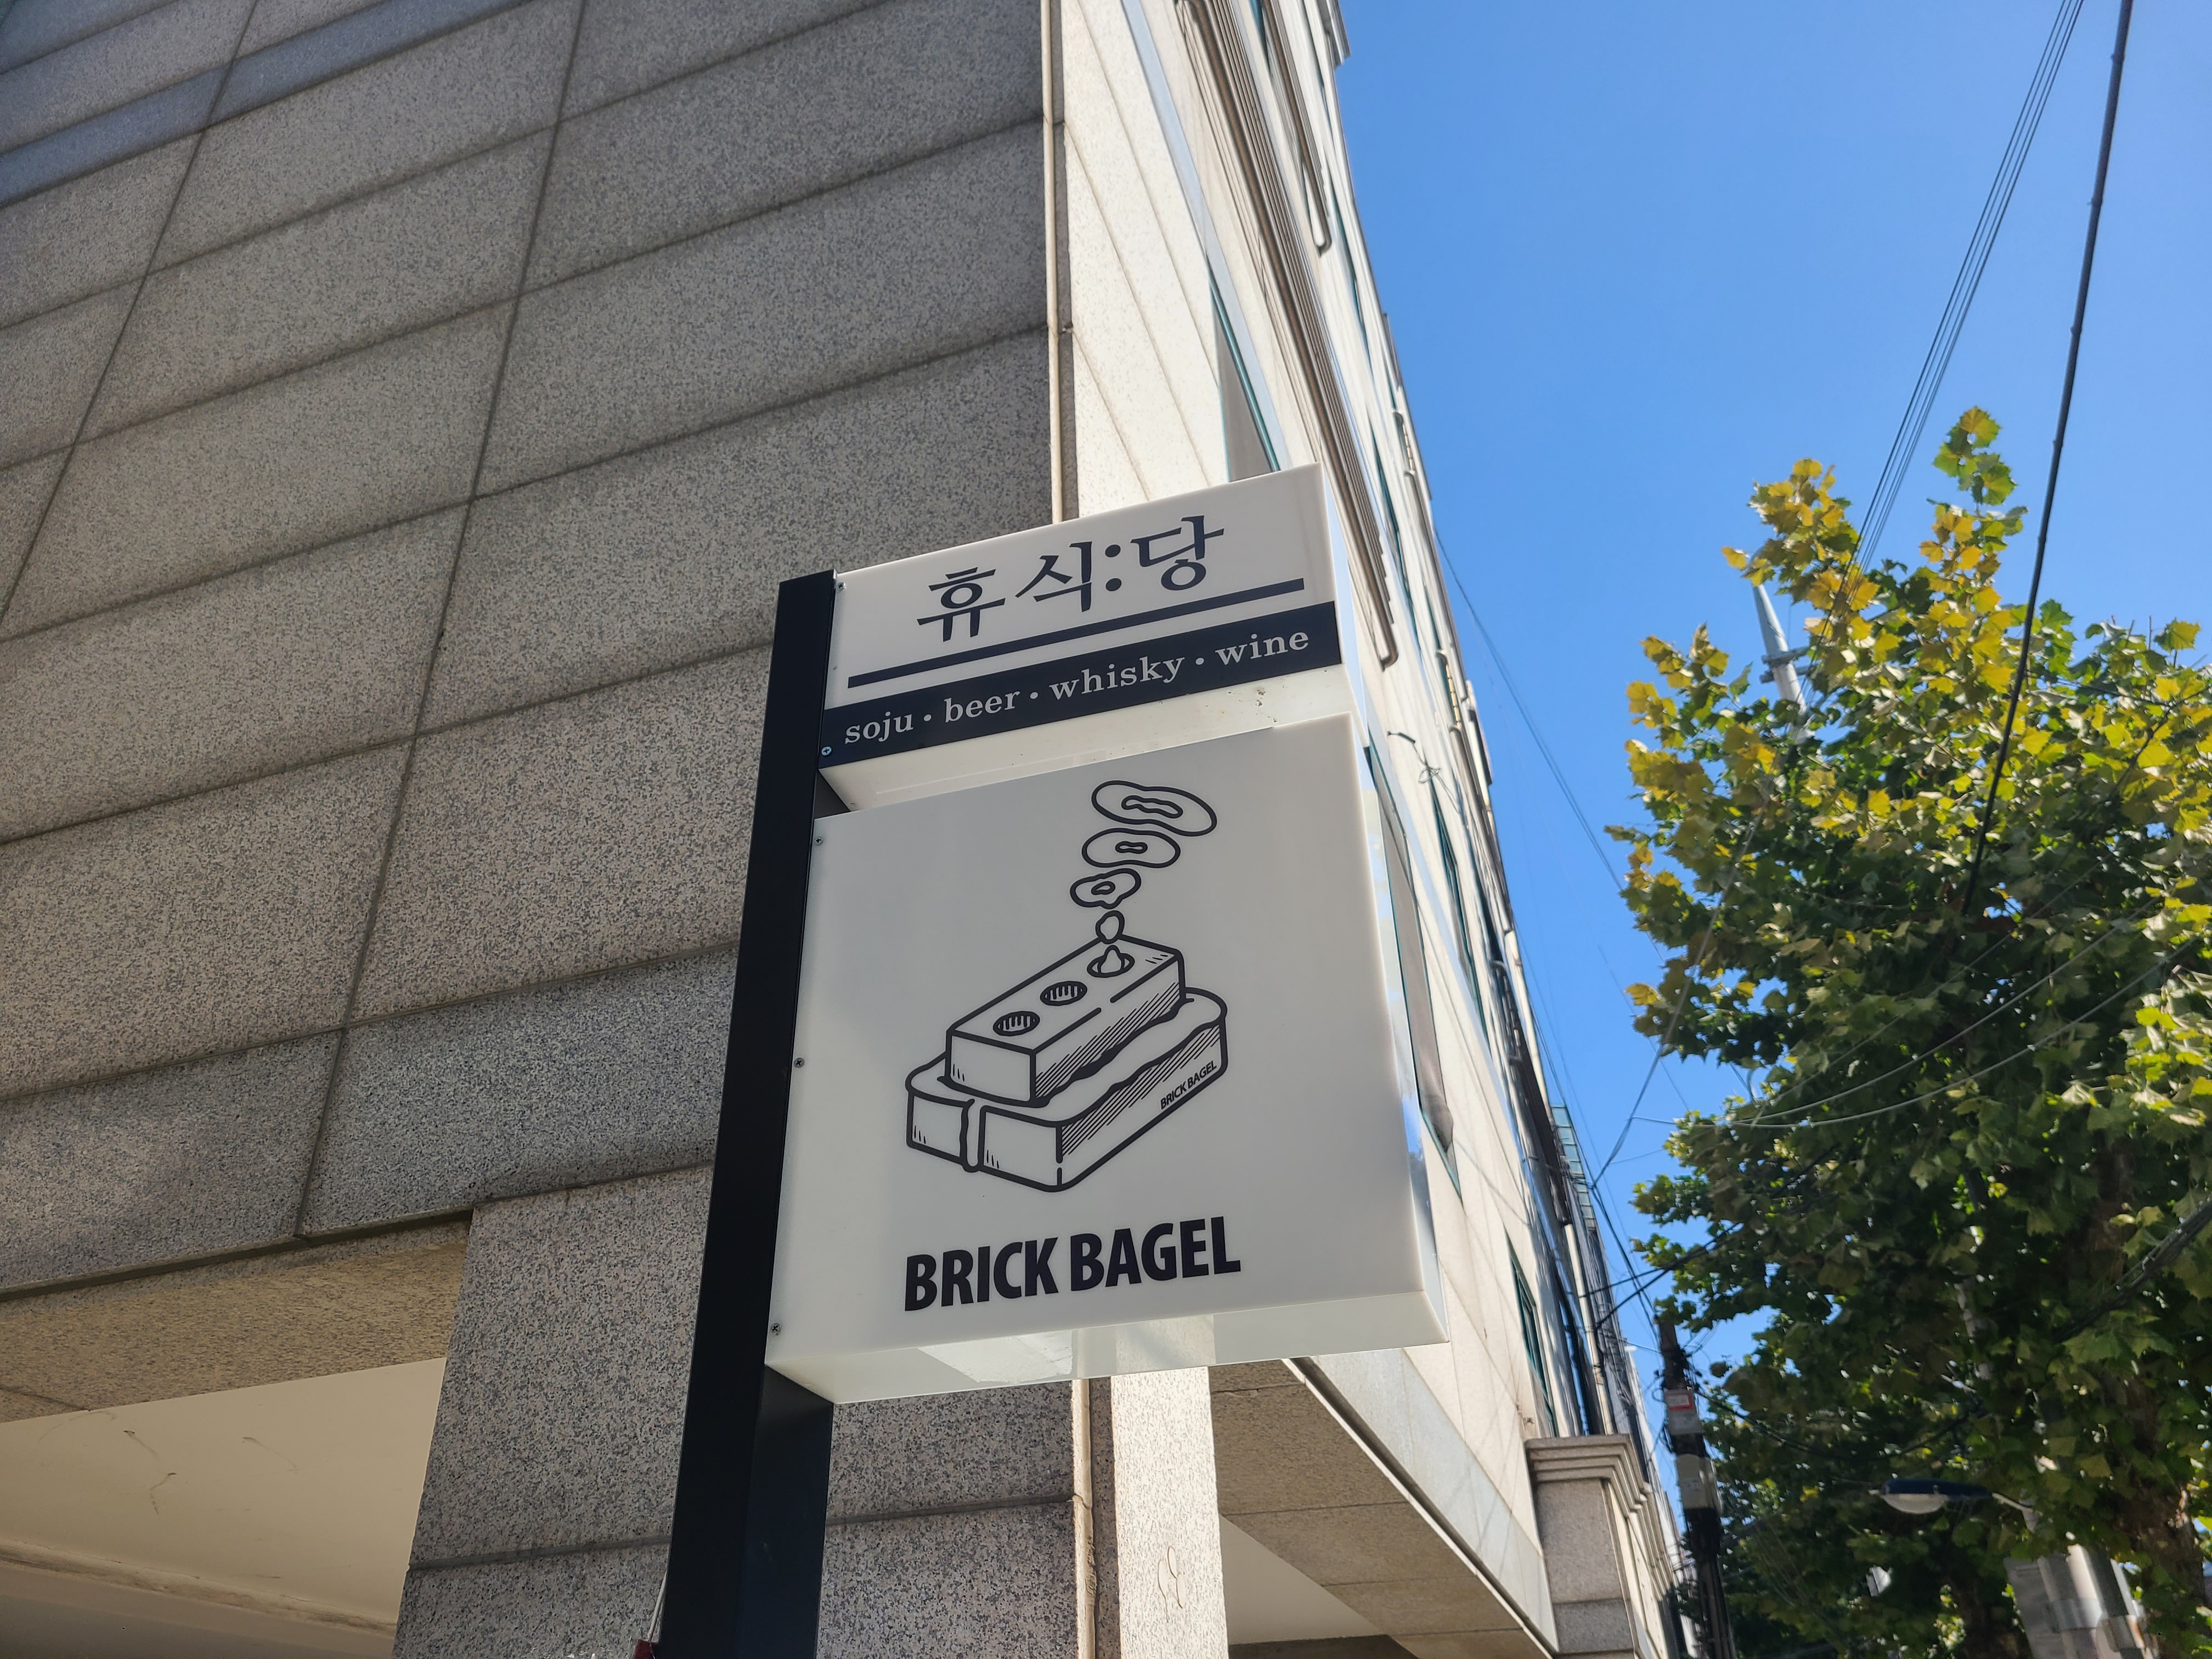 휴식:당
soju • beer • whisky • wine
BRICK BAGEL
BRICK BAGEL